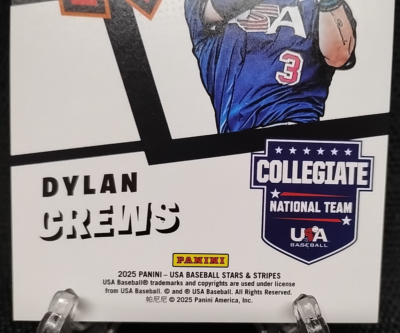 USA
3
DYLAN
CREWS
COLLEGIATE
NATIONAL TEAM
USA
BASEBALL
PANINI
2025 PANINI – USA BASEBALL STARS & STRIPES
USA Baseball® trademarks and copyrights are used under license
from USA Baseball. © and ® USA Baseball. All Rights Reserved.
帕尼尼 © 2025 Panini America, Inc.